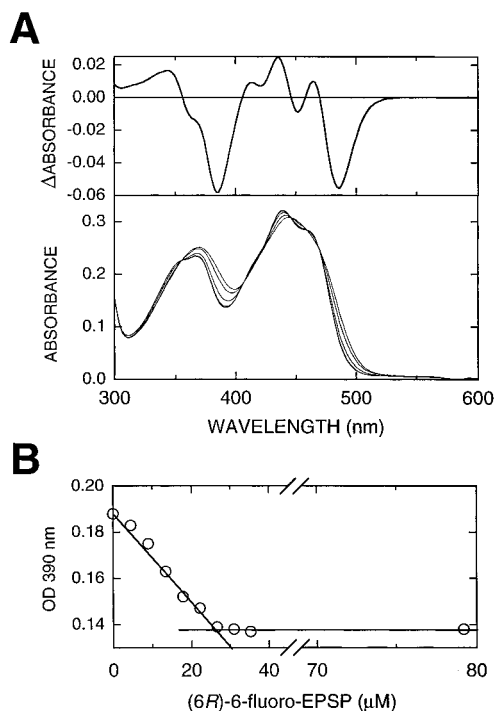 A
ΔABSORBANCE
0.02
0.00
-0.02
-0.04
-0.06
ABSORBANCE
0.3
0.2
0.1
0.0
300 400 500 600
WAVELENGTH (nm)
B
OD 390 nm
0.20
0.18
0.16
0.14
0 20 40 70 80
(6R)-6-fluoro-EPSP (μM)